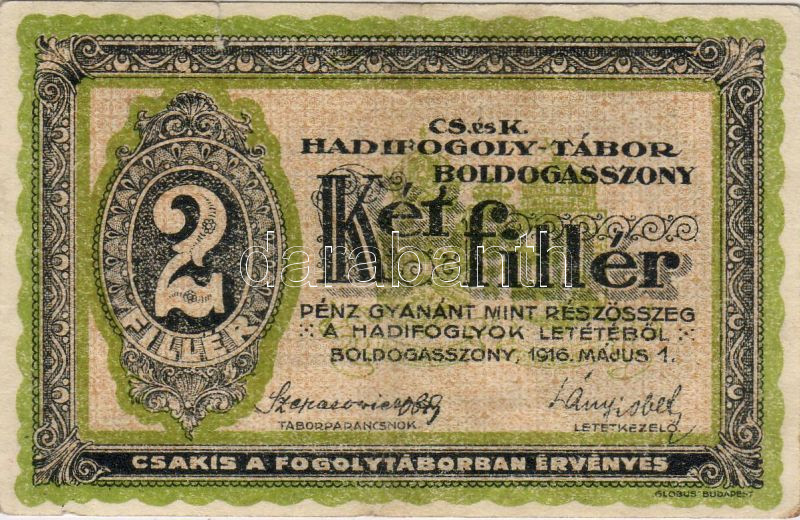 CS. és K.
HADIFOGOLY-TÁBOR
BOLDOGASSZONY
2
FILLÉR
Két fillér
darabanth
PÉNZ GYANÁNT MINT RÉSZÖSSZEG
A HADIFOGLYOK LETÉTÉBŐL
BOLDOGASSZONY, 1916. MÁJUS 1.
TÁBORPARANCSNOK.
LETÉTKEZELŐ.
CSAKIS A FOGOLYTÁBORBAN ÉRVÉNYES
GLOBUS BUDAPEST